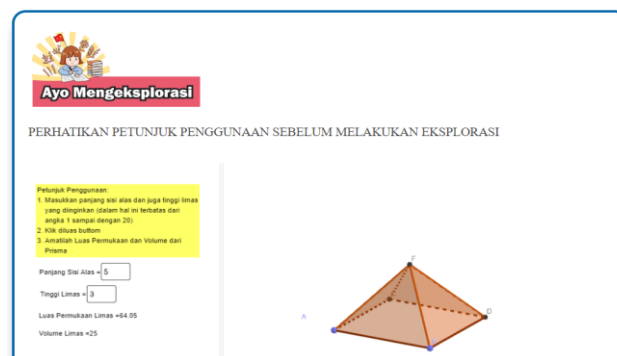 Ayo Mengeksplorasi
PERHATIKAN PETUNJUK PENGGUNAAN SEBELUM MELAKUKAN EKSPLORASI
Petunjuk Penggunaan:
1. Masukkan panjang sisi alas dan juga tinggi limas
yang diinginkan (dalam hal ini terbatas dari
angka 1 sampai dengan 20)
2. Klik diluas buttom
3. Amatilah Luas Permukaan dan Volume dari
Prisma
Panjang Sisi Alas = 5
Tinggi Limas = 3
Luas Permukaan Limas =64.05
Volume Limas =25
F
A
D